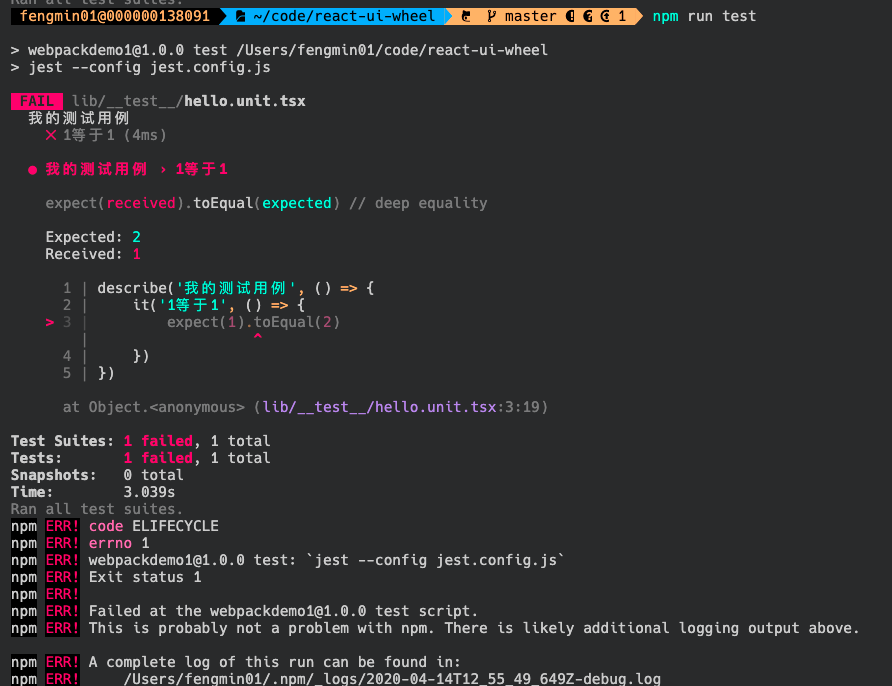 Ran all test suites.
fengmin01@000000138091 ~/code/react-ui-wheel master 1 npm run test
> webpackdemo1@1.0.0 test /Users/fengmin01/code/react-ui-wheel
> jest --config jest.config.js
FAIL lib/__test__/hello.unit.tsx
我的测试用例
✕ 1等于1 (4ms)
● 我的测试用例 › 1等于1
expect(received).toEqual(expected) // deep equality
Expected: 2
Received: 1
1 | describe('我的测试用例', () => {
2 |     it('1等于1', () => {
> 3 |         expect(1).toEqual(2)
|                   ^
4 |     })
5 | })
at Object.<anonymous> (lib/__test__/hello.unit.tsx:3:19)
Test Suites: 1 failed, 1 total
Tests:       1 failed, 1 total
Snapshots:   0 total
Time:        3.039s
Ran all test suites.
npm ERR! code ELIFECYCLE
npm ERR! errno 1
npm ERR! webpackdemo1@1.0.0 test: `jest --config jest.config.js`
npm ERR! Exit status 1
npm ERR!
npm ERR! Failed at the webpackdemo1@1.0.0 test script.
npm ERR! This is probably not a problem with npm. There is likely additional logging output above.
npm ERR! A complete log of this run can be found in:
npm ERR!     /Users/fengmin01/.npm/_logs/2020-04-14T12_55_49_649Z-debug.log